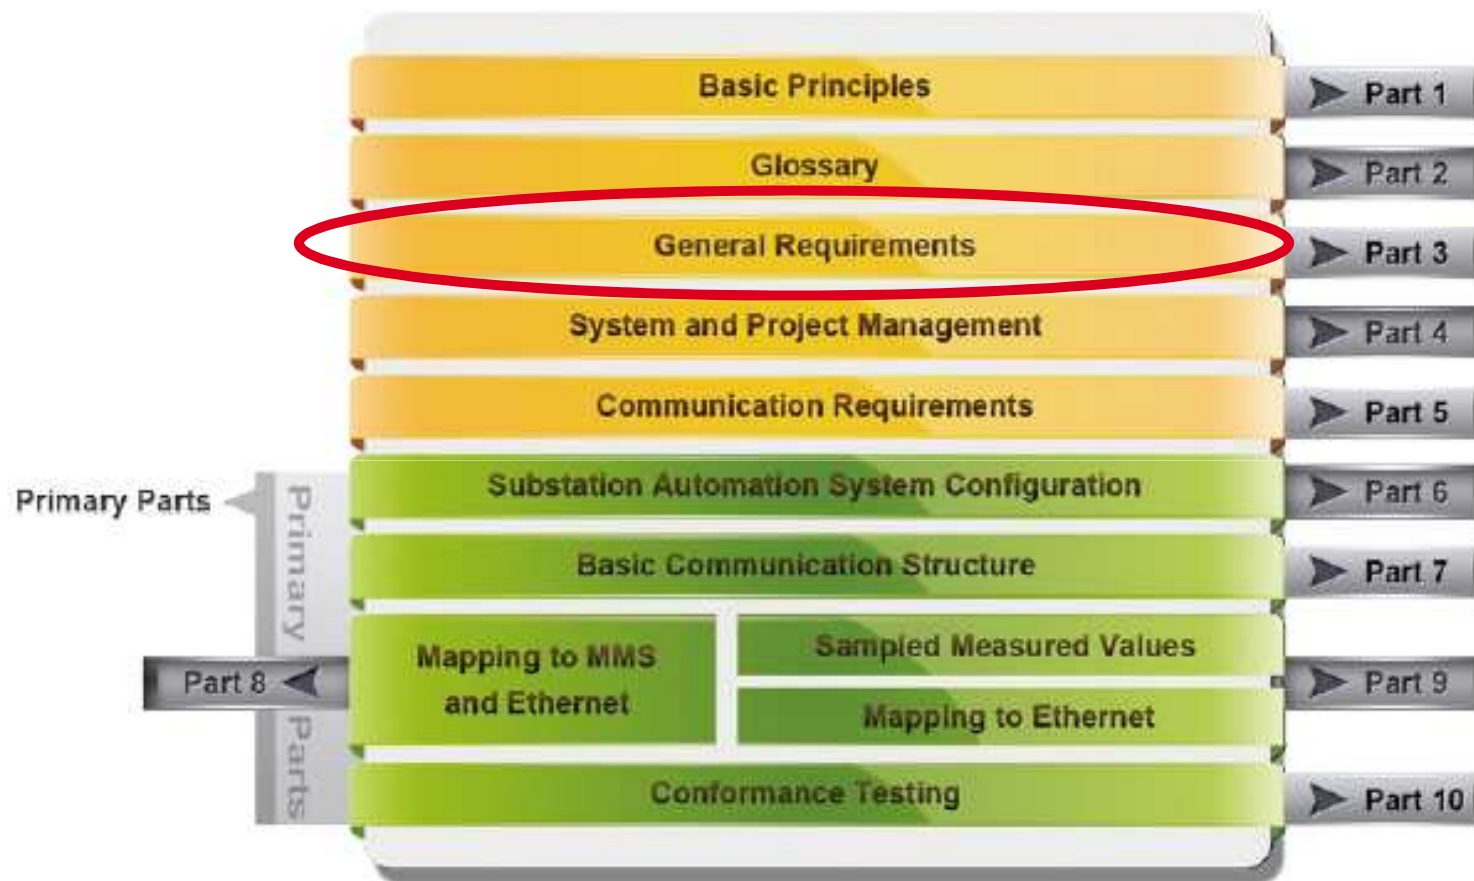 Basic Principles
Part 1
Glossary
Part 2
General Requirements
Part 3
System and Project Management
Part 4
Communication Requirements
Part 5
Primary Parts
Primary Parts
Substation Automation System Configuration
Part 6
Basic Communication Structure
Part 7
Part 8
Mapping to MMS
and Ethernet
Sampled Measured Values
Mapping to Ethernet
Part 9
Conformance Testing
Part 10